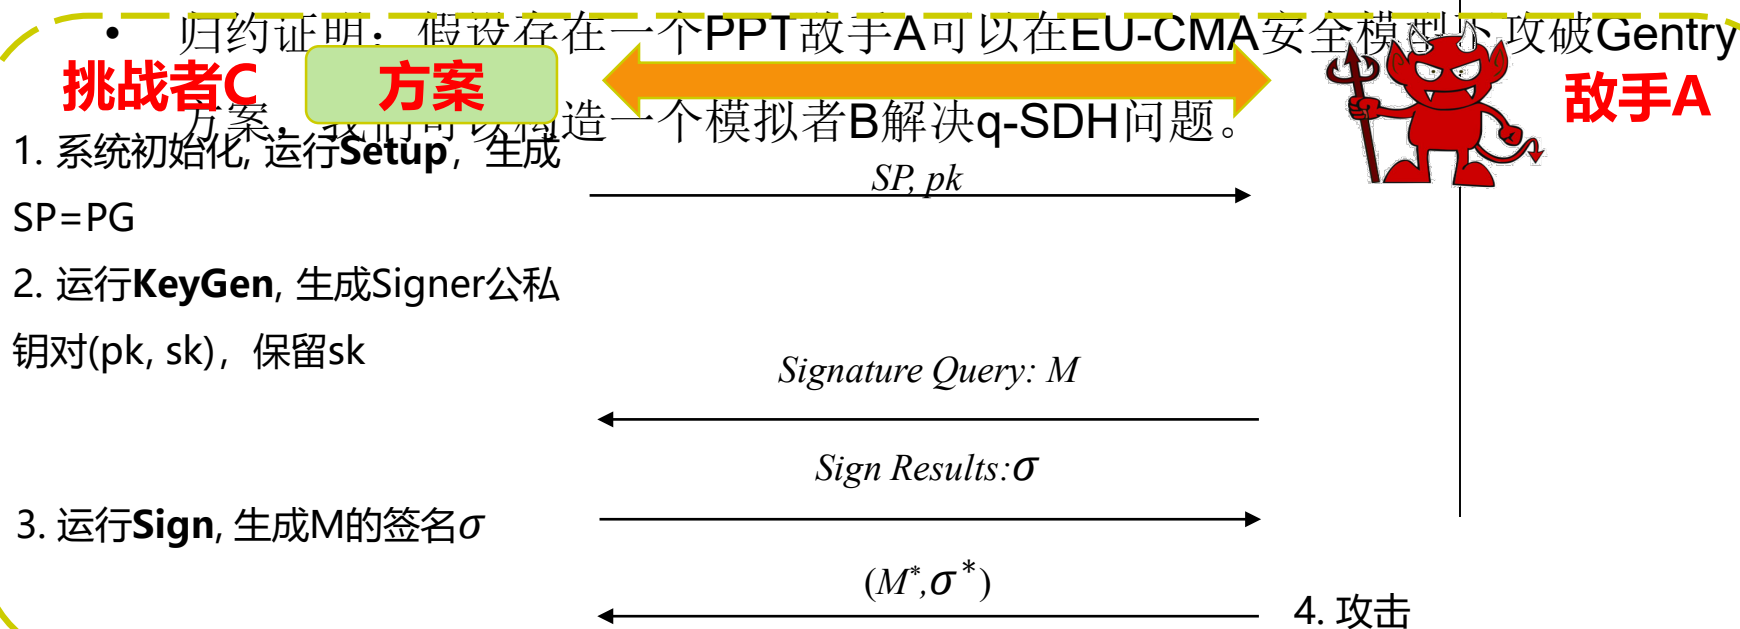 • 归约证明：假设存在一个PPT敌手A可以在EU-CMA安全模型下攻破Gentry
方案，我们可以构造一个模拟者B解决q-SDH问题。
挑战者C
方案
敌手A
1. 系统初始化, 运行Setup，生成
SP=PG
SP, pk
2. 运行KeyGen, 生成Signer公私
钥对(pk, sk)，保留sk
Signature Query: M
Sign Results:σ
3. 运行Sign, 生成M的签名σ
(M*,σ*)
4. 攻击